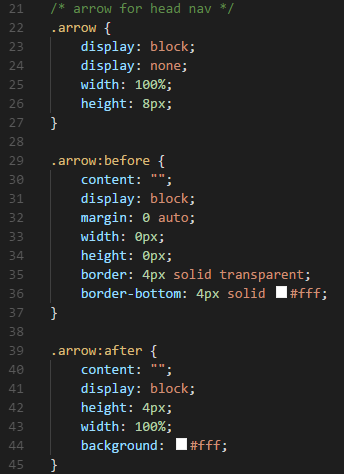 21 /* arrow for head nav */
22 .arrow {
23 display: block;
24 display: none;
25 width: 100%;
26 height: 8px;
27 }
28
29 .arrow:before {
30 content: "";
31 display: block;
32 margin: 0 auto;
33 width: 0px;
34 height: 0px;
35 border: 4px solid transparent;
36 border-bottom: 4px solid #fff;
37 }
38
39 .arrow:after {
40 content: "";
41 display: block;
42 height: 4px;
43 width: 100%;
44 background: #fff;
45 }